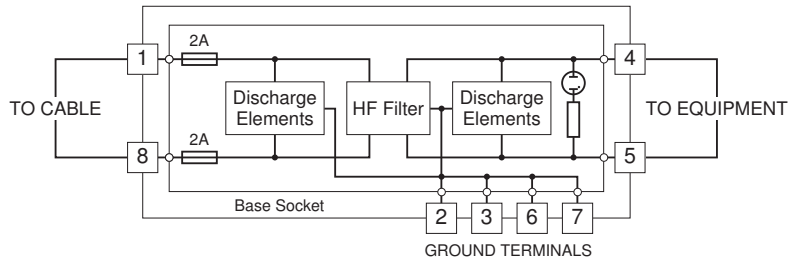 2A
1
4
TO CABLE
Discharge
Elements
HF Filter
Discharge
Elements
TO EQUIPMENT
2A
8
5
Base Socket
2
3
6
7
GROUND TERMINALS